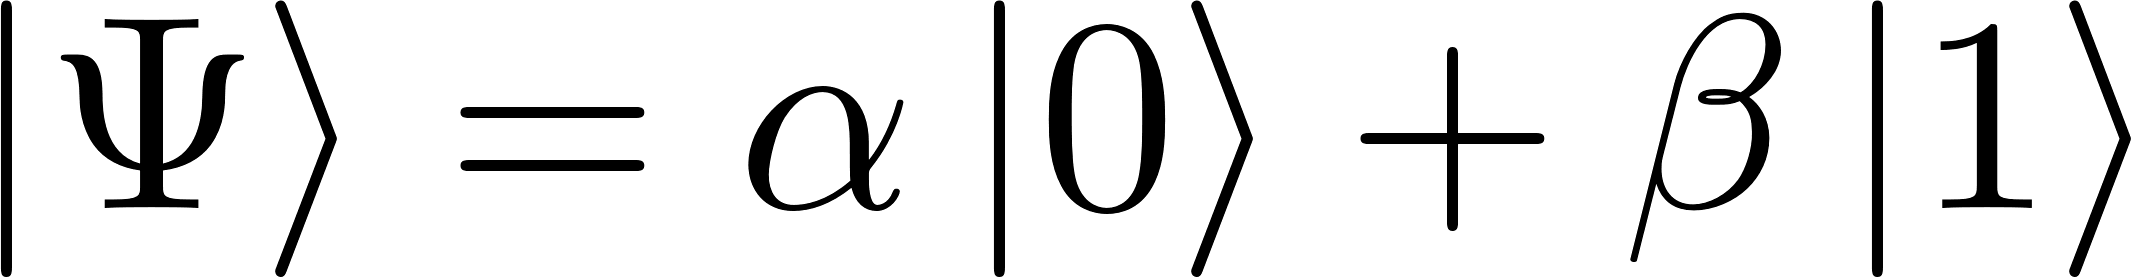 |Ψ⟩ = α |0⟩ + β |1⟩